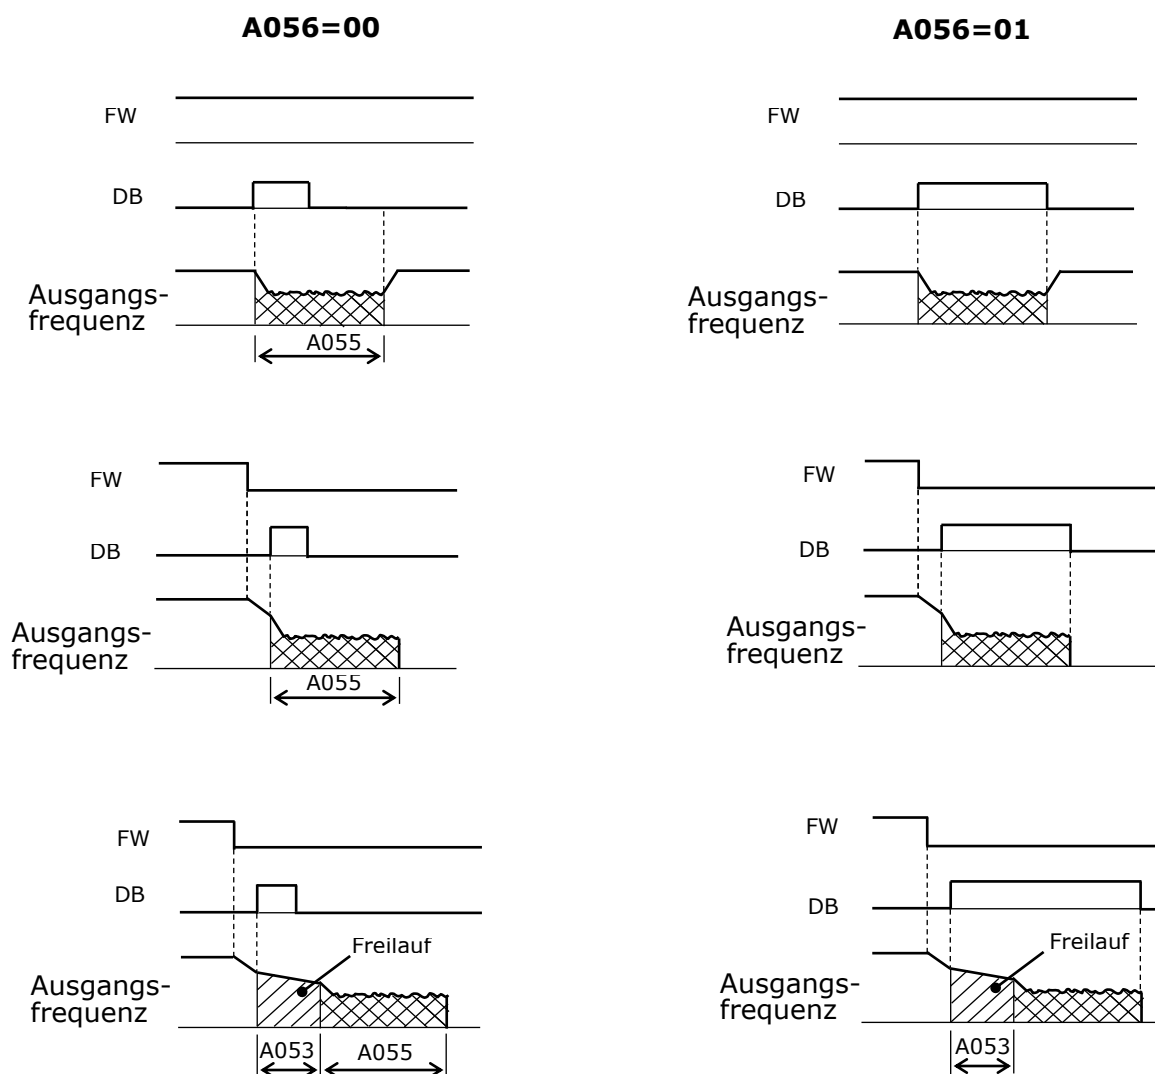 A056=00
FW
DB
Ausgangs-
frequenz
A055
FW
DB
Ausgangs-
frequenz
A055
FW
DB
Freilauf
Ausgangs-
frequenz
A053
A055
A056=01
FW
DB
Ausgangs-
frequenz
FW
DB
Ausgangs-
frequenz
FW
DB
Freilauf
Ausgangs-
frequenz
A053